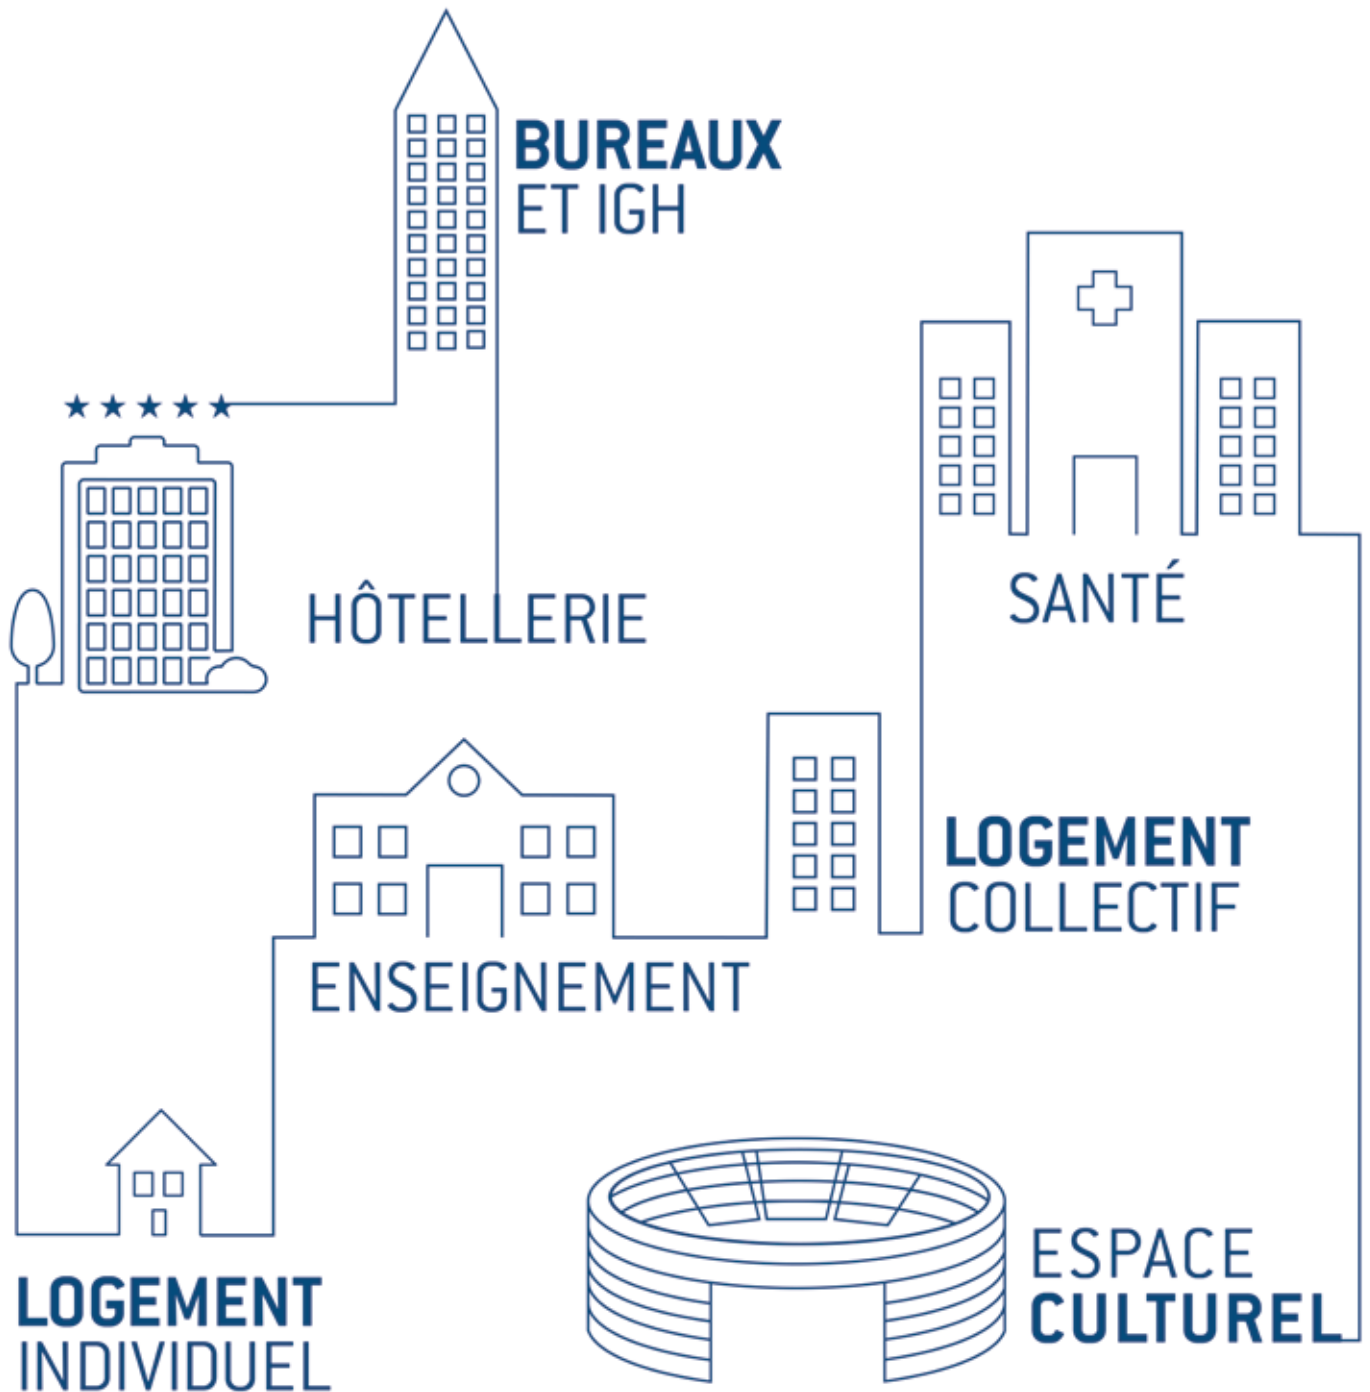 BUREAUX
ET IGH
HÔTELLERIE
SANTÉ
LOGEMENT
COLLECTIF
ENSEIGNEMENT
LOGEMENT
INDIVIDUEL
ESPACE
CULTUREL